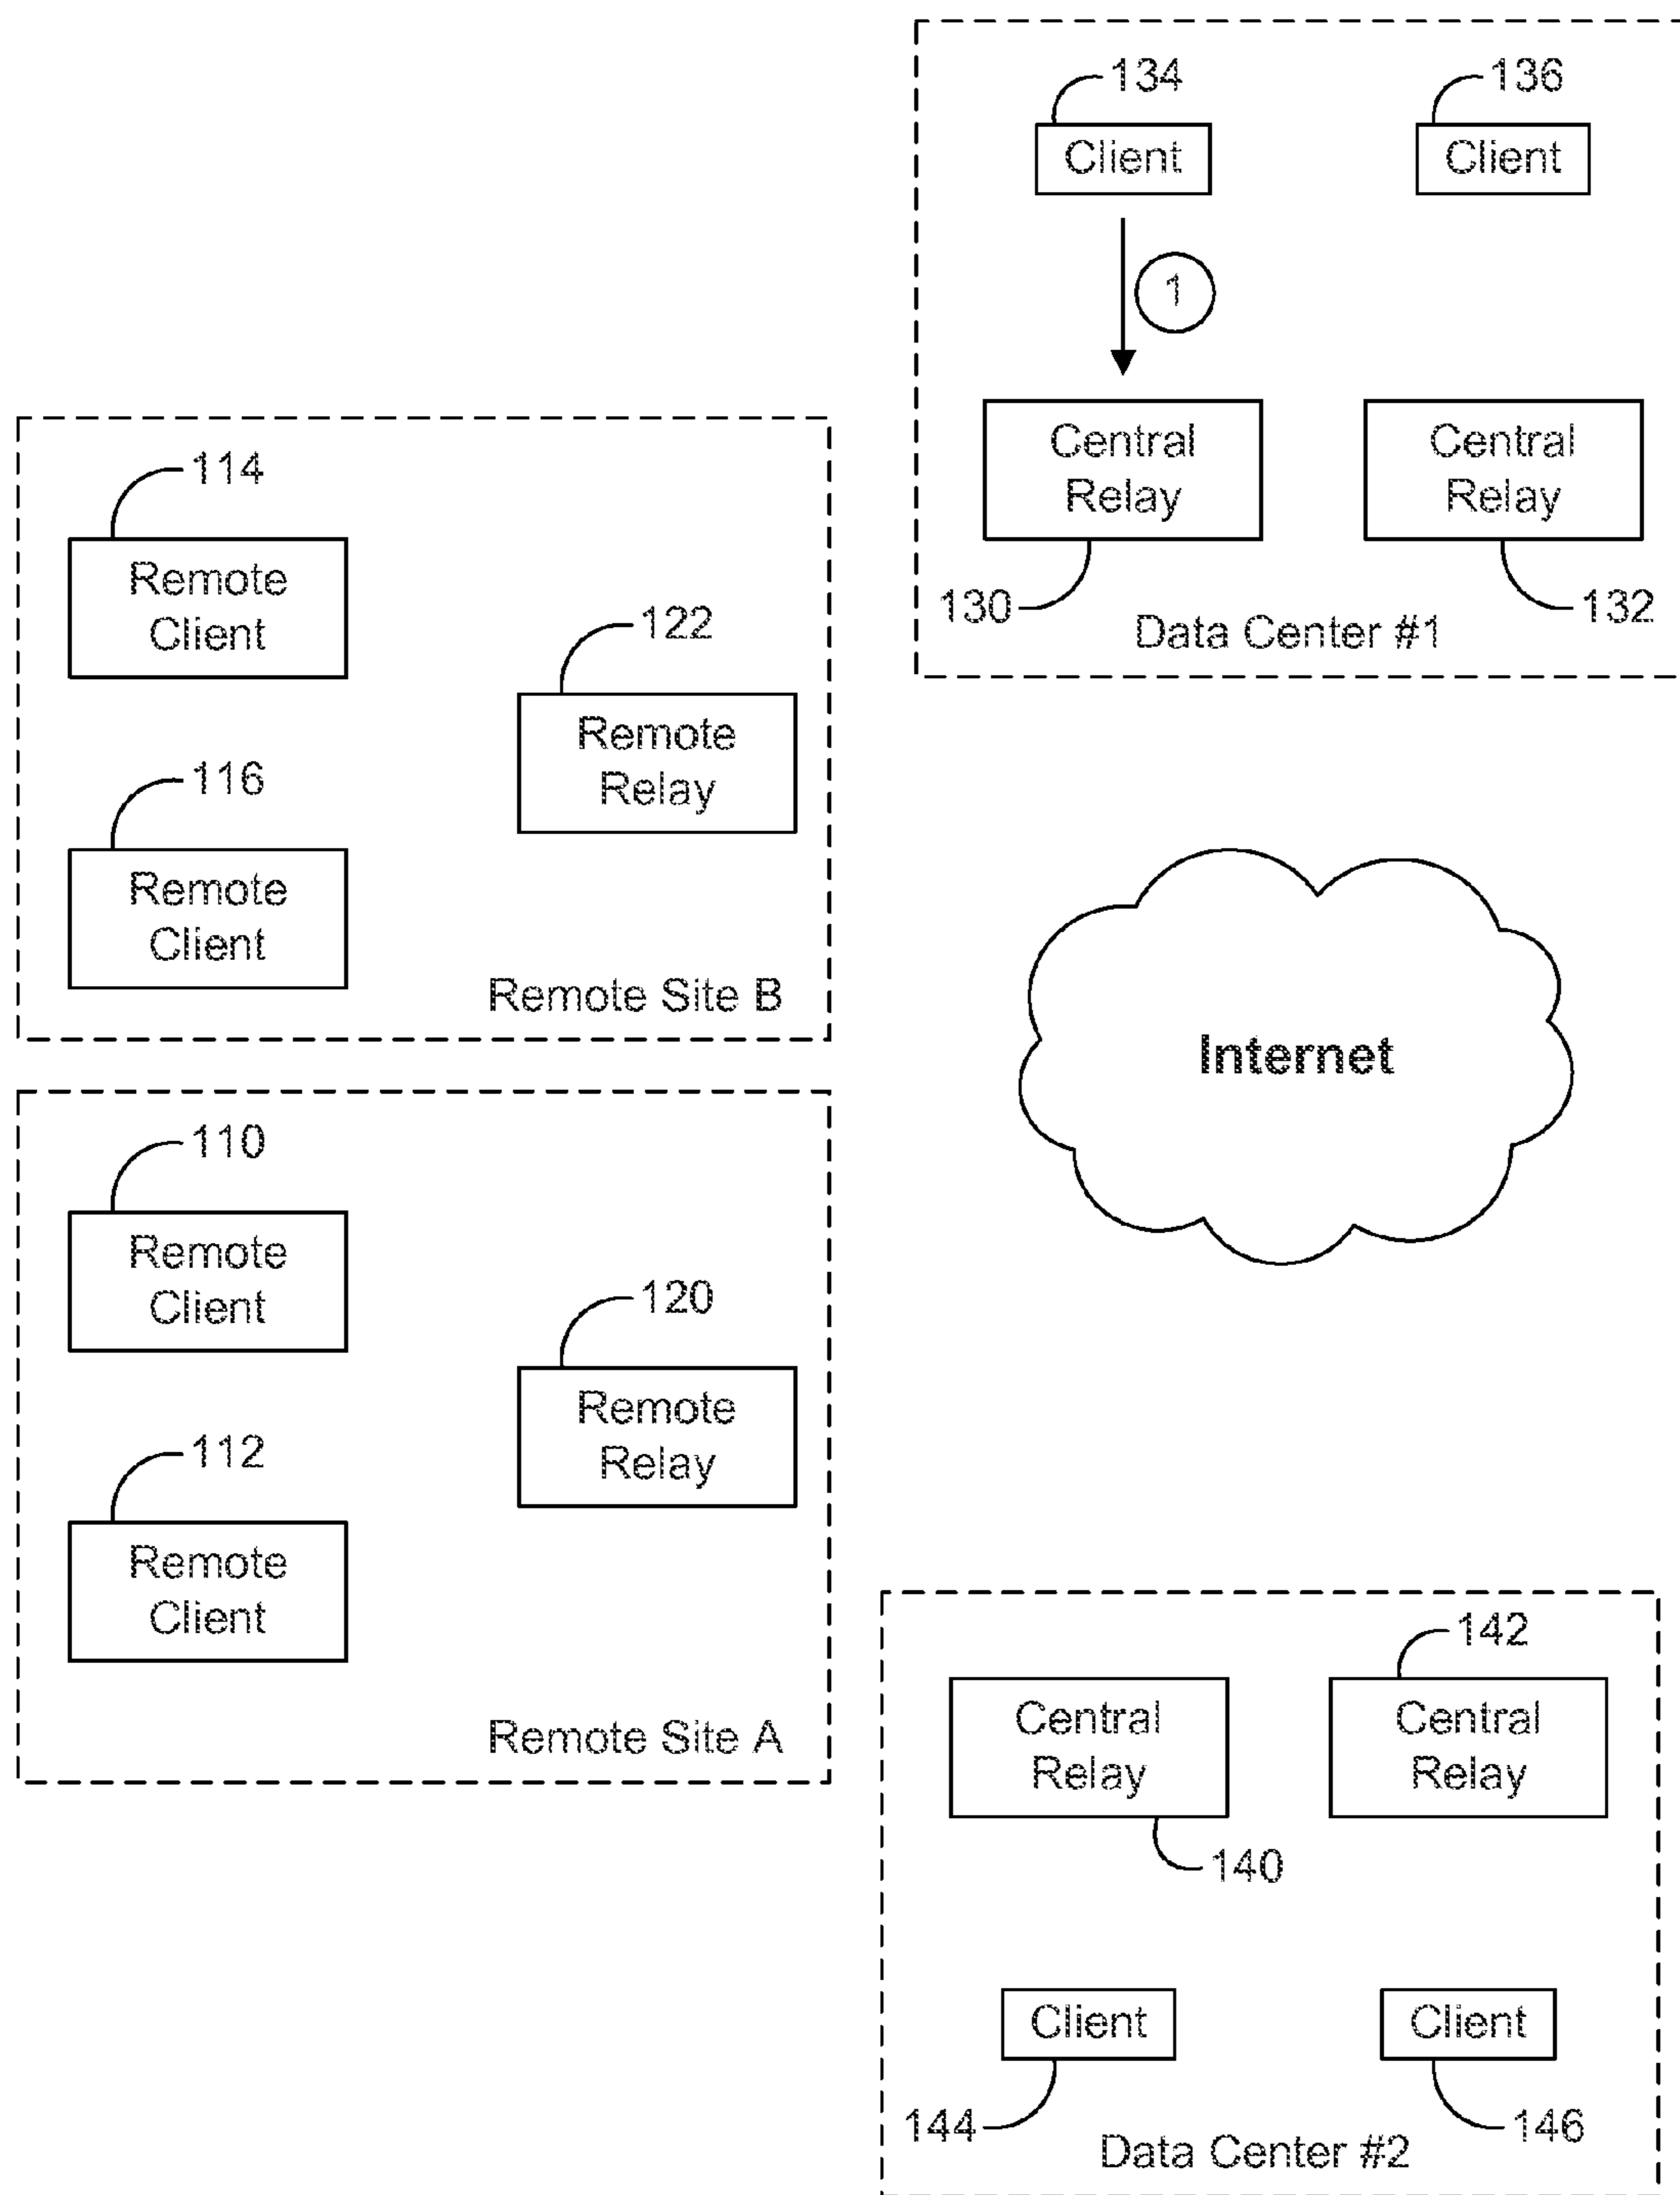 134
136
Client
Client
1
Central
Relay
Central
Relay
130
132
Data Center #1
114
Remote
Client
122
Remote
Relay
116
Remote
Client
Remote Site B
Internet
110
Remote
Client
120
Remote
Relay
112
Remote
Client
Remote Site A
142
Central
Relay
Central
Relay
140
Client
Client
144
146
Data Center #2